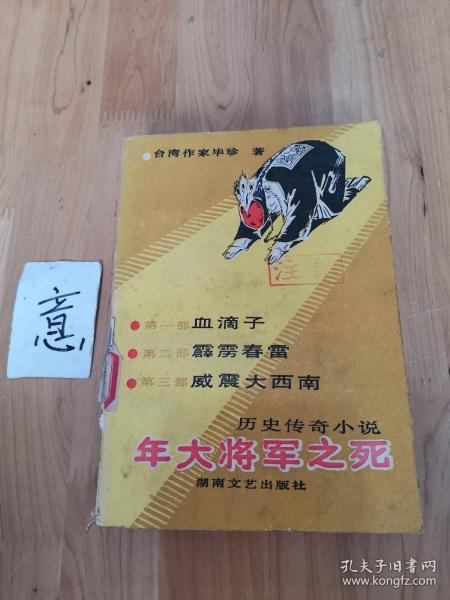 台湾作家毕珍 著
注
第一部 血滴子
第二部 霹雳春雷
第三部 威震大西南
历史传奇小说
年大将军之死
湖南文艺出版社
意
孔夫子旧书网
www.kongfz.com